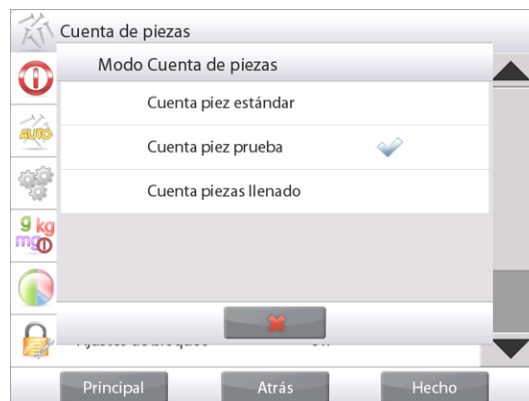 Cuenta de piezas
Modo Cuenta de piezas
Cuenta piez estándar
AUTO
Cuenta piez prueba
Cuenta piezas llenado
g kg
mg
Principal
Atrás
Hecho